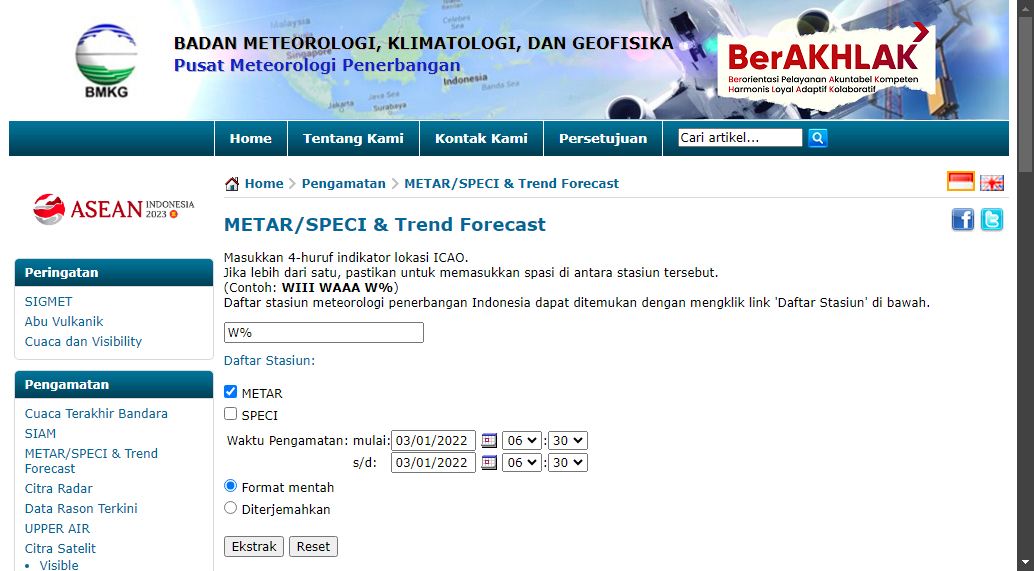 BADAN METEOROLOGI, KLIMATOLOGI, DAN GEOFISIKA
Pusat Meteorologi Penerbangan
BMKG
Malaysia
Celebes
Sea
Singapore
Indonesia
Banda Sea
Java Sea
Jakarta
Surabaya
BerAKHLAK
Berorientasi Pelayanan Akuntabel Kompeten
Harmonis Loyal Adaptif Kolaboratif
Home
Tentang Kami
Kontak Kami
Persetujuan
Cari artikel...
ASEAN INDONESIA 2023
Home > Pengamatan > METAR/SPECI & Trend Forecast
METAR/SPECI & Trend Forecast
Masukkan 4-huruf indikator lokasi ICAO.
Jika lebih dari satu, pastikan untuk memasukkan spasi di antara stasiun tersebut.
(Contoh: WIII WAAA W%)
Daftar stasiun meteorologi penerbangan Indonesia dapat ditemukan dengan mengklik link 'Daftar Stasiun' di bawah.
W%
Daftar Stasiun:
METAR
SPECI
Waktu Pengamatan: mulai: 03/01/2022 06 : 30
s/d: 03/01/2022 06 : 30
Format mentah
Diterjemahkan
Ekstrak Reset
Peringatan
SIGMET
Abu Vulkanik
Cuaca dan Visibility
Pengamatan
Cuaca Terakhir Bandara
SIAM
METAR/SPECI & Trend
Forecast
Citra Radar
Data Rason Terkini
UPPER AIR
Citra Satelit
• Visible